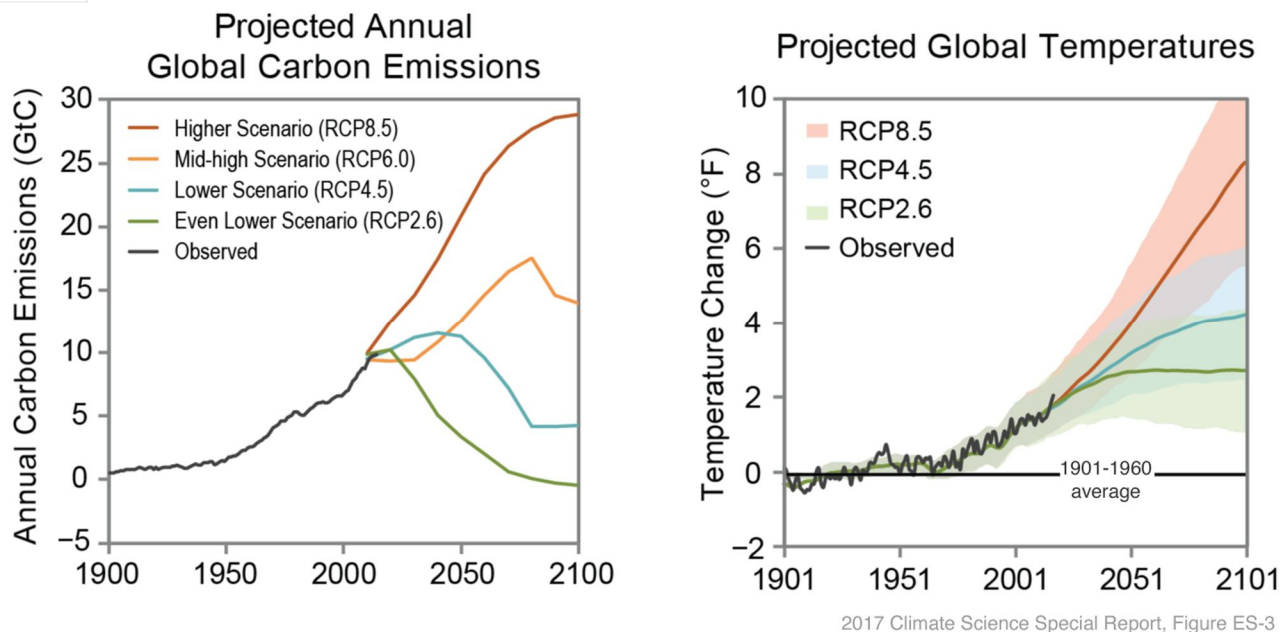 Projected Annual
Global Carbon Emissions
Annual Carbon Emissions (GtC)
30
25
20
15
10
5
0
−5
Higher Scenario (RCP8.5)
Mid-high Scenario (RCP6.0)
Lower Scenario (RCP4.5)
Even Lower Scenario (RCP2.6)
Observed
1900 1950 2000 2050 2100
Projected Global Temperatures
Temperature Change (°F)
10
8
6
4
2
0
−2
RCP8.5
RCP4.5
RCP2.6
Observed
1901-1960
average
1901 1951 2001 2051 2101
2017 Climate Science Special Report, Figure ES-3